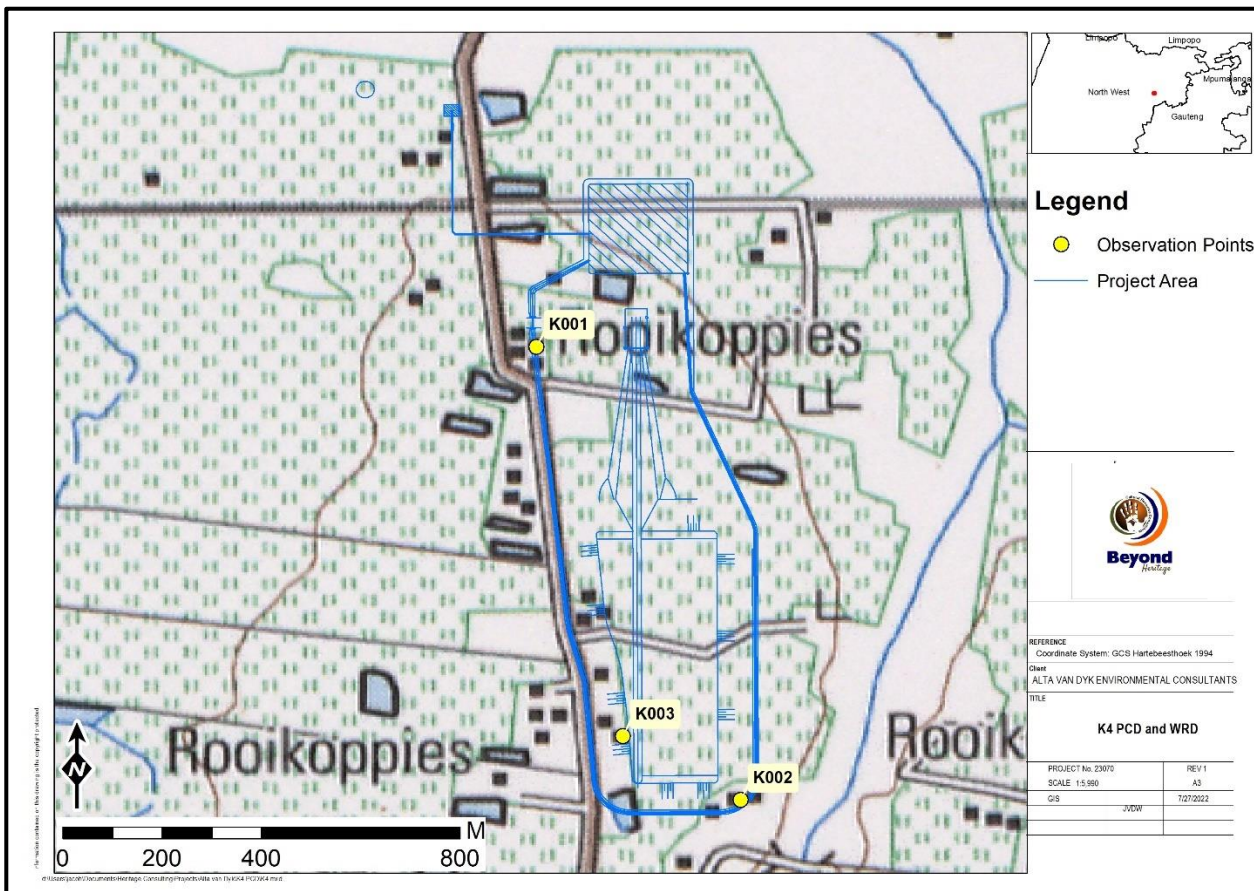 Limpopo
Limpopo
Mpumalanga
North West
Gauteng
Legend
Observation Points
Project Area
K001
Rooikoppies
K003
K002
Rooikoppies
Rooik
N
M
0 200 400 800
Beyond
Heritage
REFERENCE
Coordinate System: GCS Hartebeesthoek 1994
Client
ALTA VAN DYK ENVIRONMENTAL CONSULTANTS
TITLE
K4 PCD and WRD
PROJECT No. 23070 REV 1
SCALE 1:5,990 A3
GIS 7/27/2022
JVDW